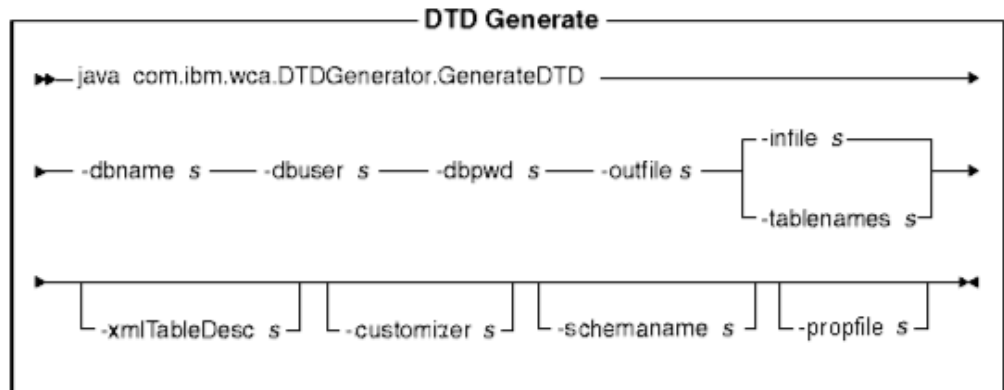 DTD Generate
java com.ibm.wca.DTDGenerator.GenerateDTD
-infile s
-dbname s -dbuser s -dbpwd s -outfile s
-tablenames s
-xmlTableDesc s -customizer s -schemaname s -propfile s